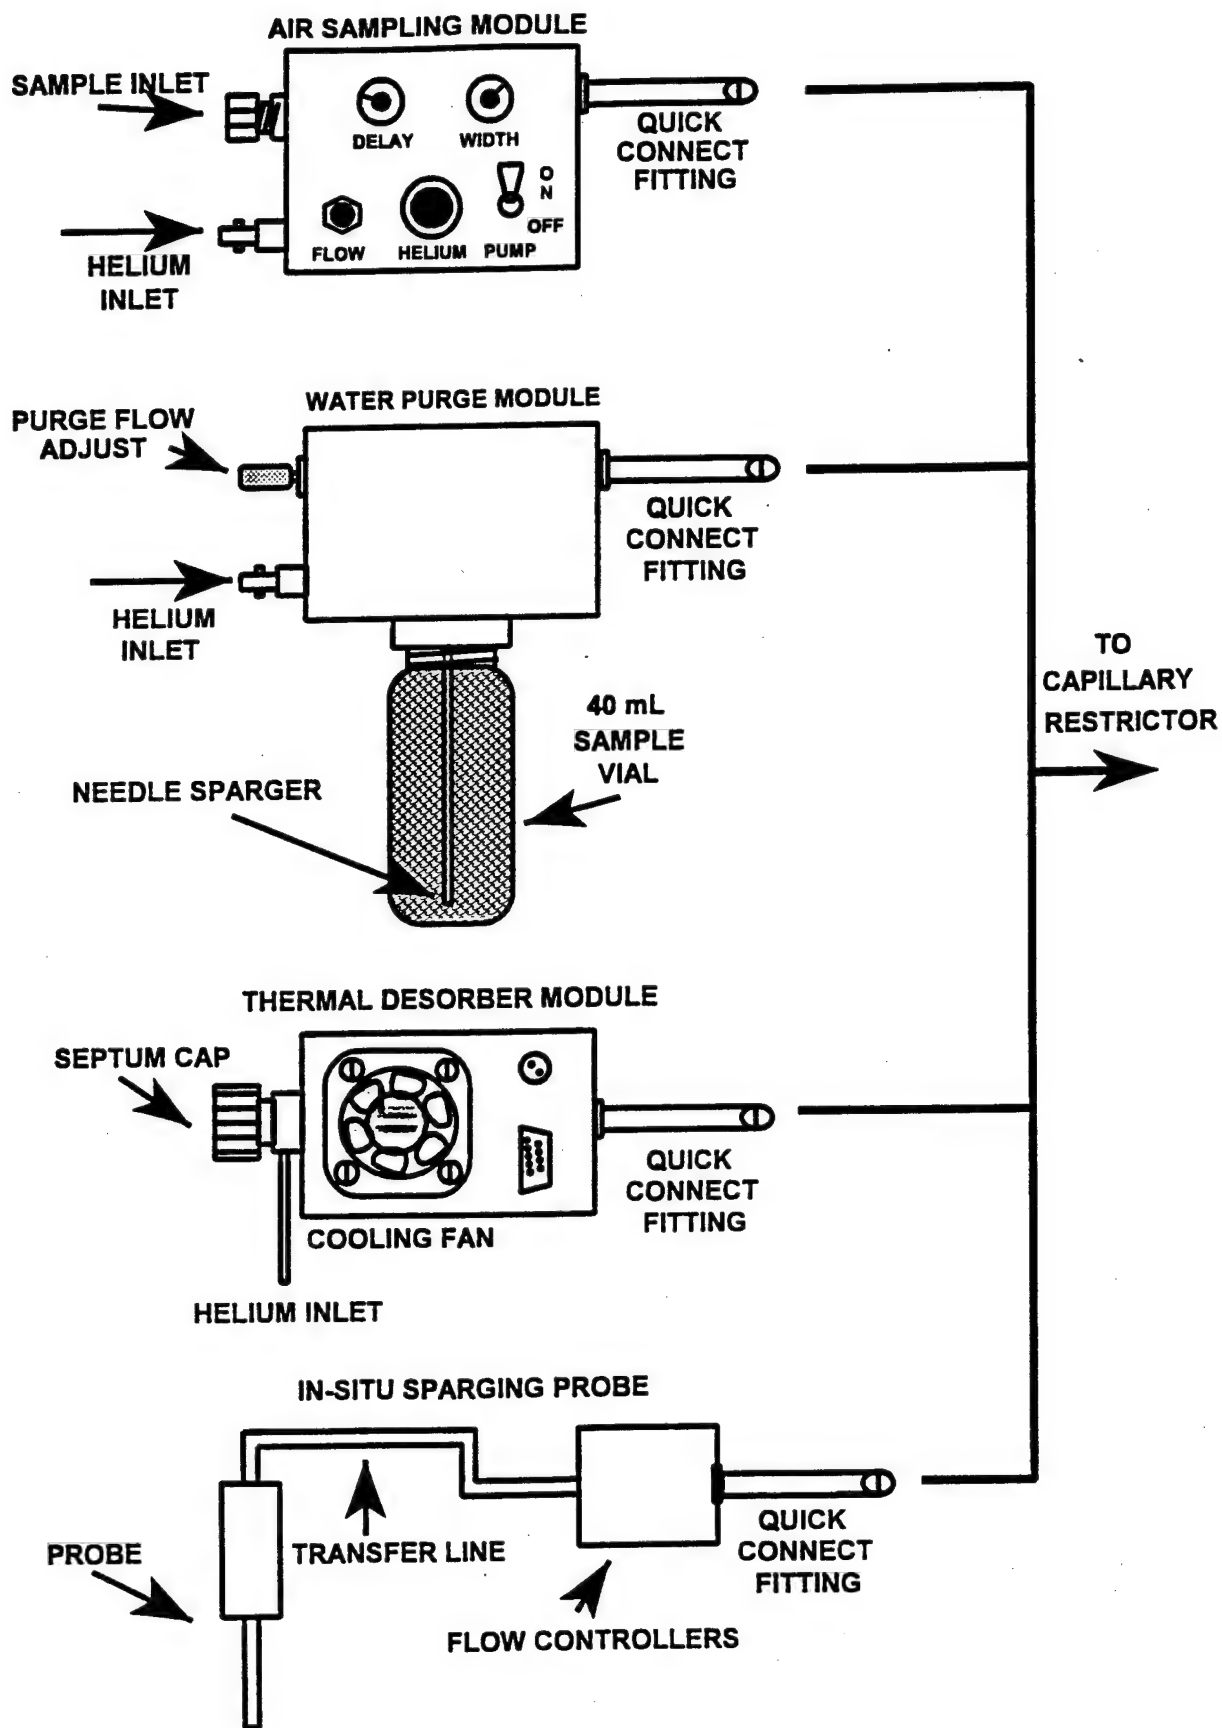 AIR SAMPLING MODULE
SAMPLE INLET
DELAY
WIDTH
O
N
OFF
FLOW
HELIUM
PUMP
QUICK
CONNECT
FITTING
HELIUM
INLET
WATER PURGE MODULE
PURGE FLOW
ADJUST
QUICK
CONNECT
FITTING
HELIUM
INLET
TO
CAPILLARY
RESTRICTOR
40 mL
SAMPLE
VIAL
NEEDLE SPARGER
THERMAL DESORBER MODULE
SEPTUM CAP
QUICK
CONNECT
FITTING
COOLING FAN
HELIUM INLET
IN-SITU SPARGING PROBE
PROBE
TRANSFER LINE
QUICK
CONNECT
FITTING
FLOW CONTROLLERS